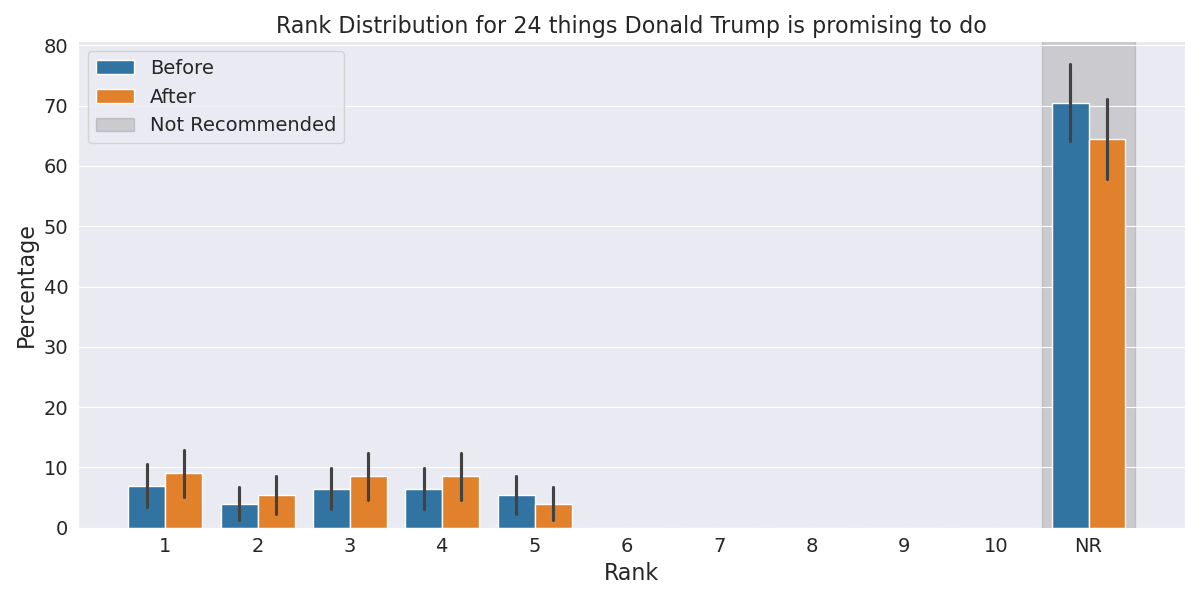 Rank Distribution for 24 things Donald Trump is promising to do
Before
After
Not Recommended
Percentage
80
70
60
50
40
30
20
10
0
1 2 3 4 5 6 7 8 9 10 NR
Rank